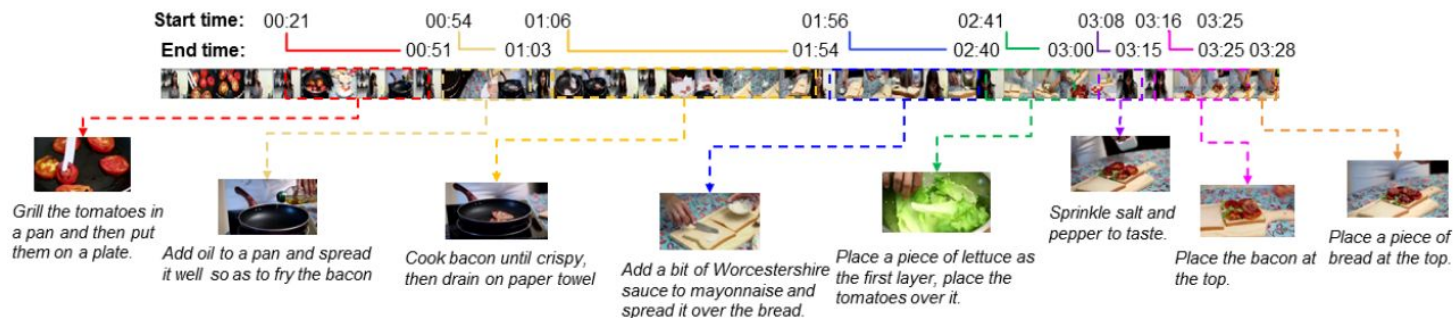 Start time: 00:21 00:54 01:06 01:56 02:41 03:08 03:16 03:25
End time: 00:51 01:03 01:54 02:40 03:00 03:15 03:25 03:28
Grill the tomatoes in
a pan and then put
them on a plate.
Add oil to a pan and spread
it well so as to fry the bacon
Cook bacon until crispy,
then drain on paper towel
Add a bit of Worcestershire
sauce to mayonnaise and
spread it over the bread.
Place a piece of lettuce as
the first layer, place the
tomatoes over it.
Sprinkle salt and
pepper to taste.
Place the bacon at
the top.
Place a piece of
bread at the top.